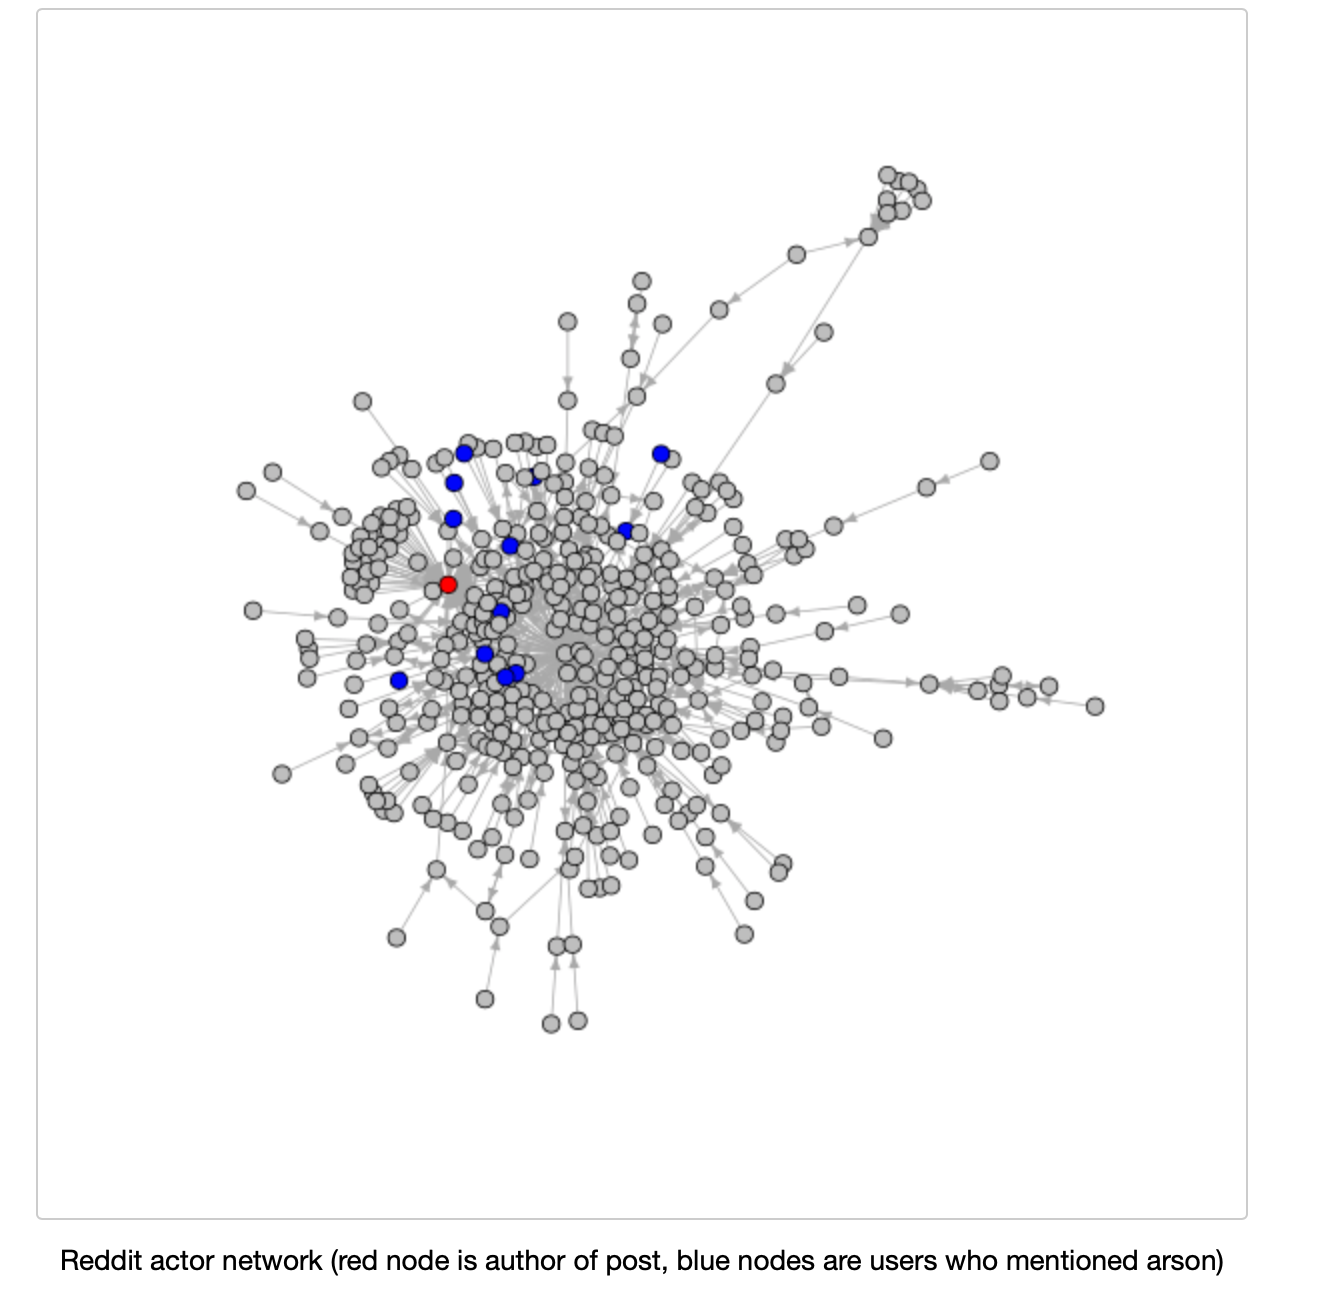 Reddit actor network (red node is author of post, blue nodes are users who mentioned arson)